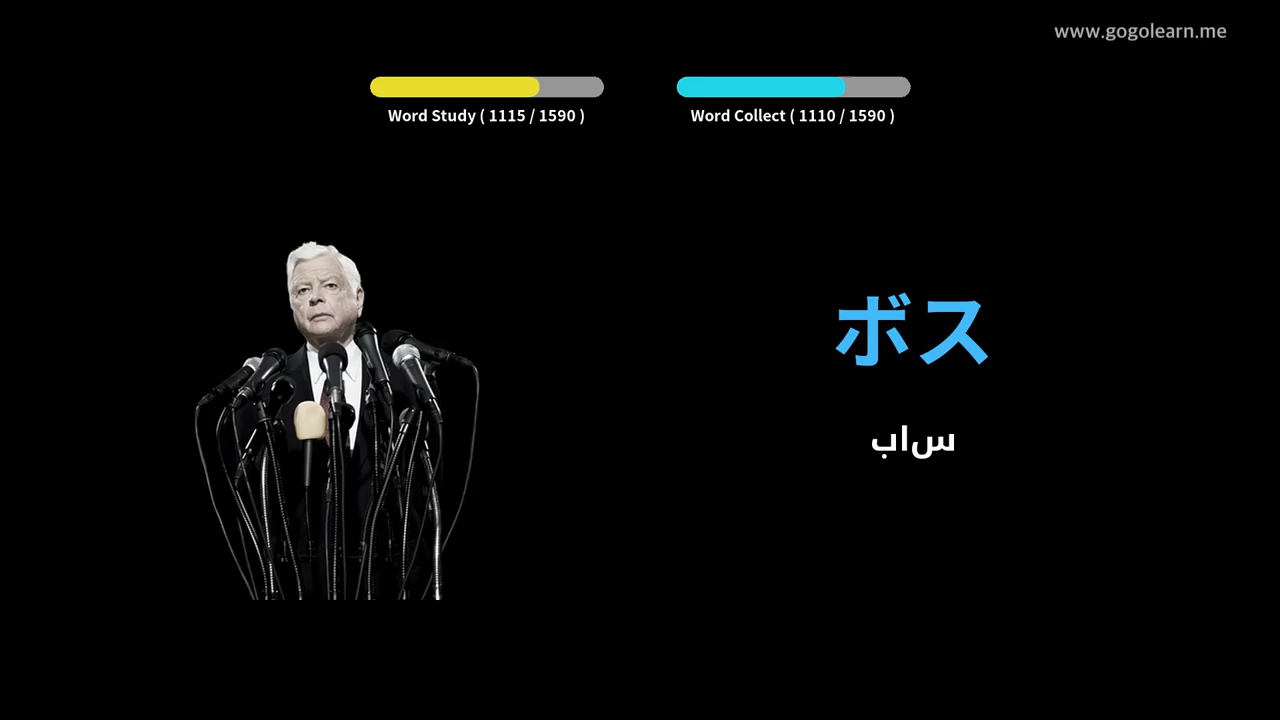 www.gogolearn.me
Word Study ( 1115 / 1590 )
Word Collect ( 1110 / 1590 )
ボス
ساب